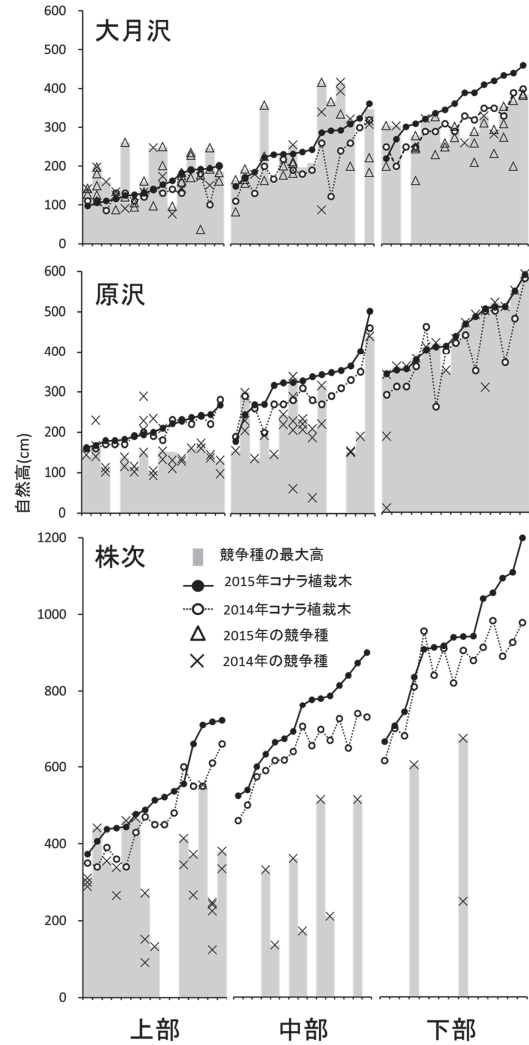 大月沢
600
500
400
300
200
100
0
原沢
600
500
400
300
200
100
0
自然高(cm)
株次
1200
1000
800
600
400
200
0
競争種の最大高
2015年コナラ植栽木
2014年コナラ植栽木
2015年の競争種
2014年の競争種
上部 中部 下部